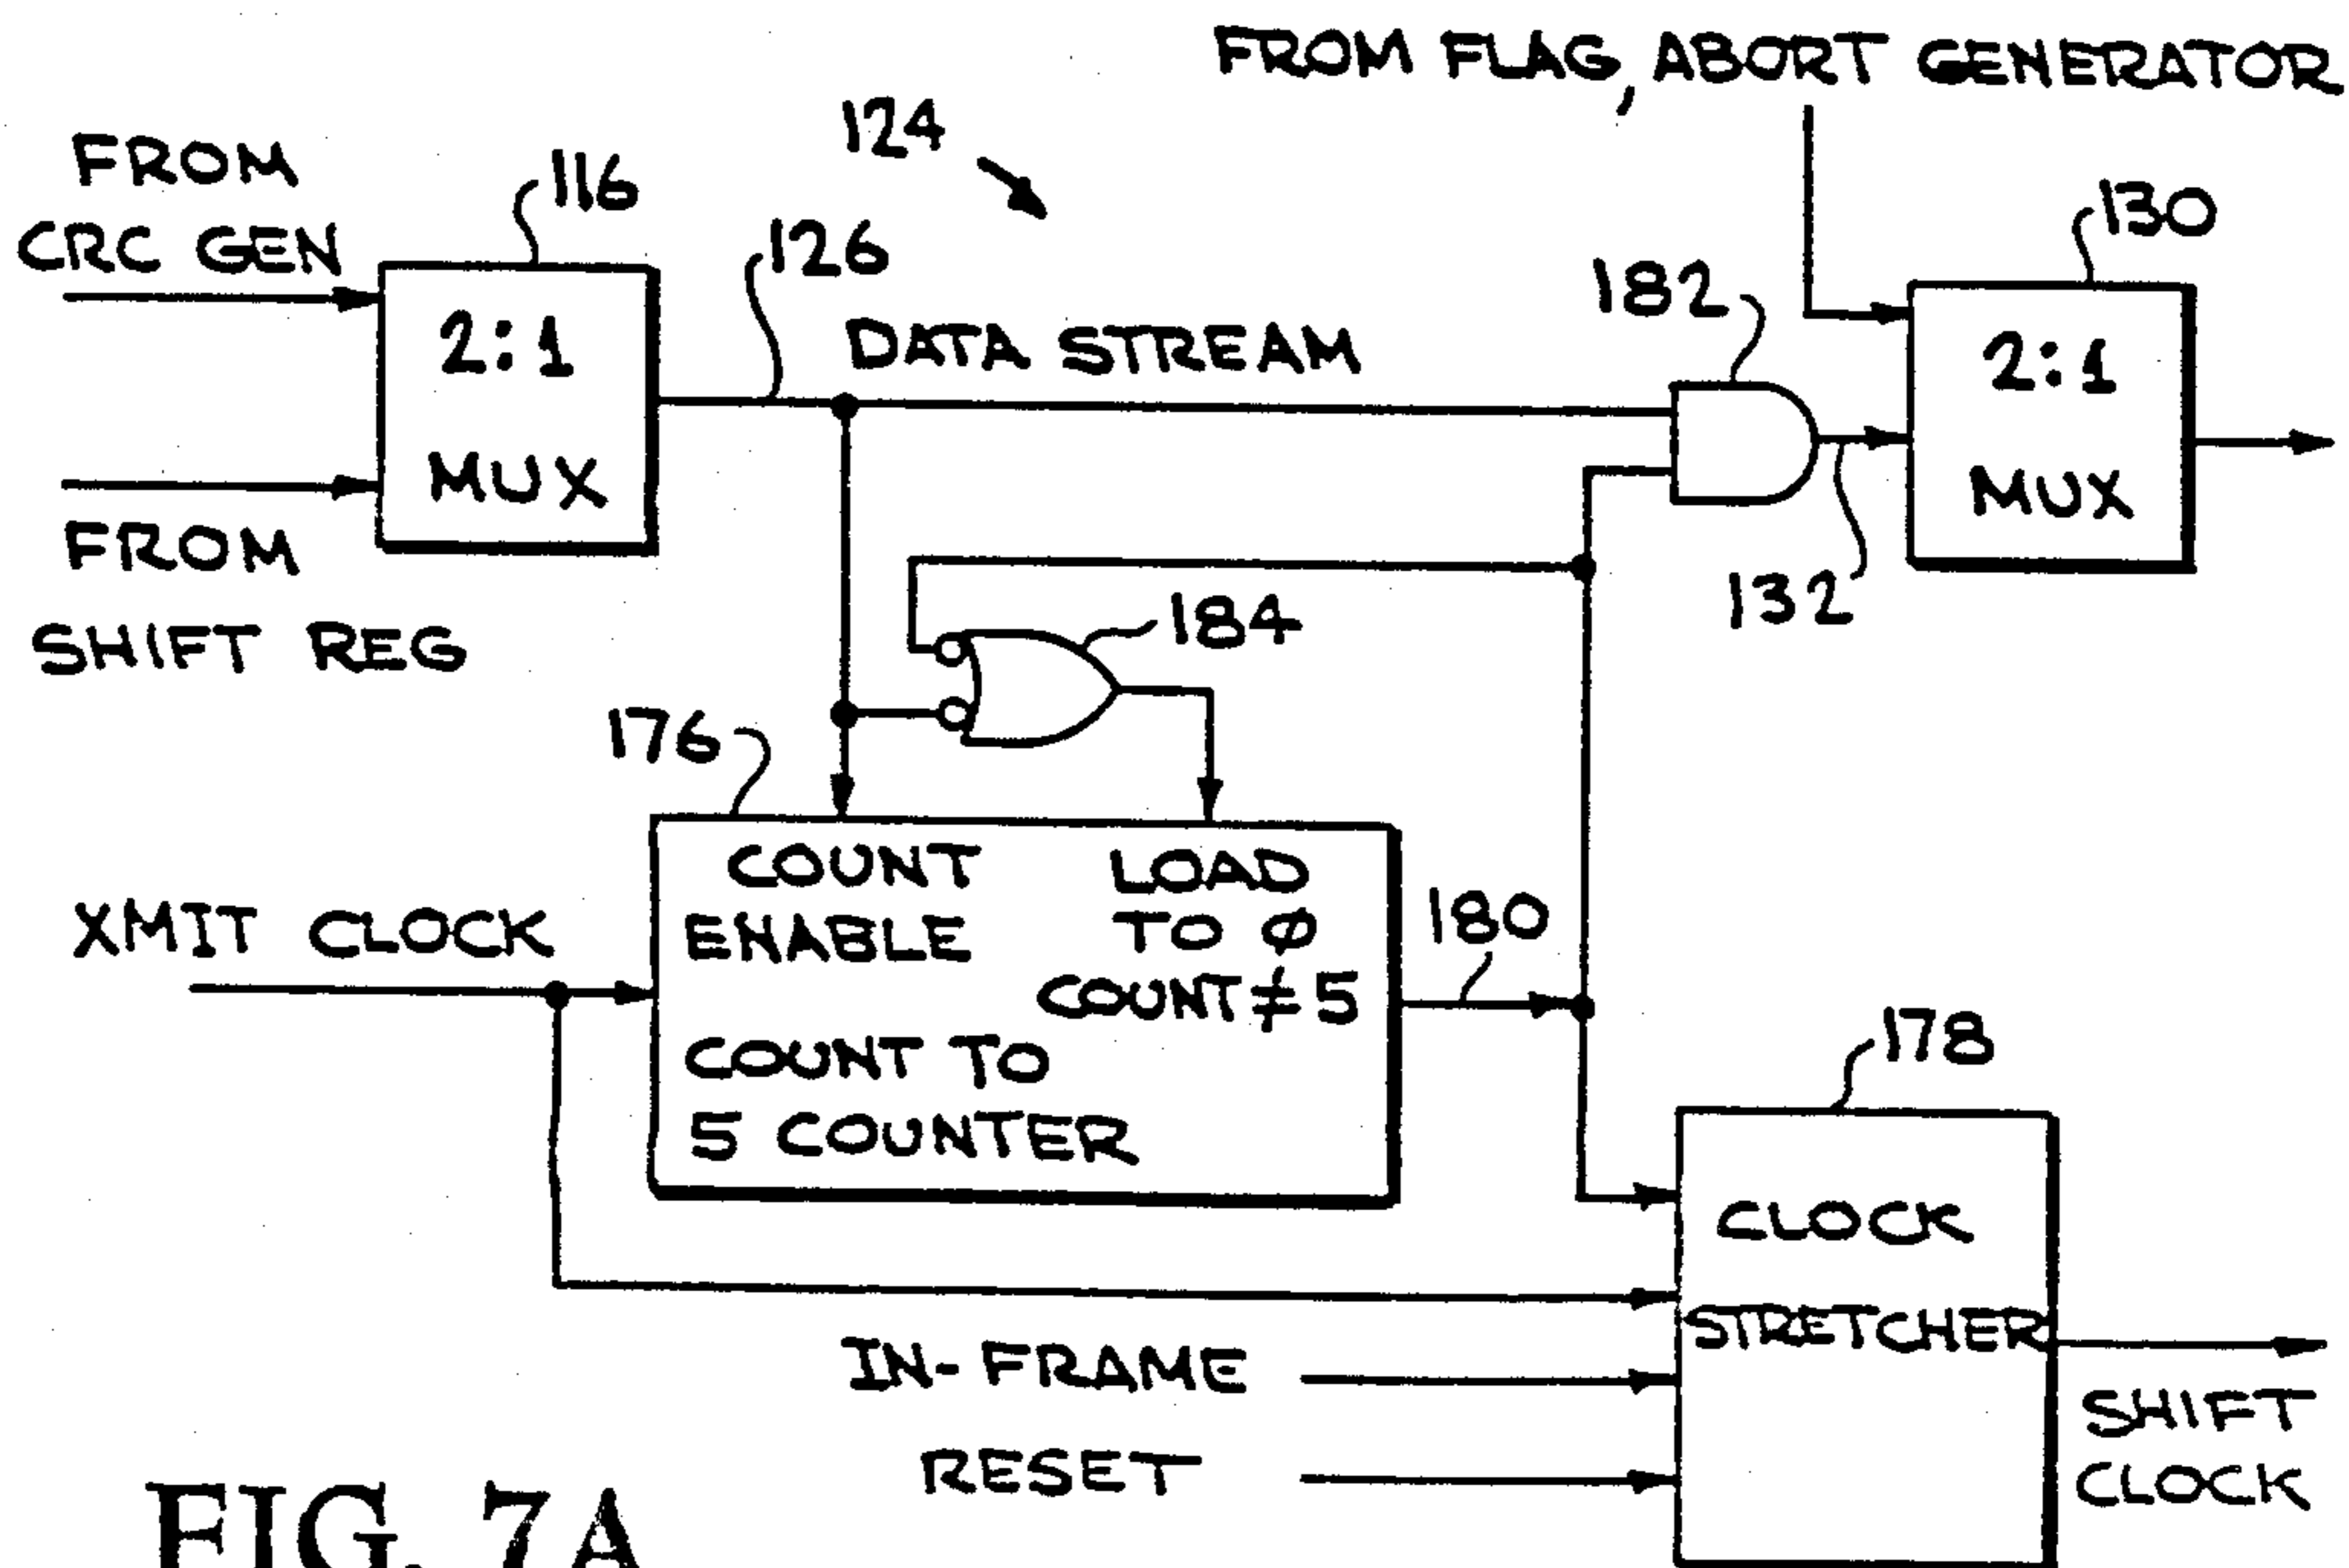 FROM FLAG, ABORT GENERATOR
124
FROM
CRC GEN
116
126
130
182
2:1
MUX
DATA STREAM
2:1
MUX
FROM
SHIFT REG
132
184
176
COUNT
ENABLE
LOAD
TO Ø
COUNT≠5
XMIT CLOCK
180
COUNT TO
5 COUNTER
178
CLOCK
STRETCHER
IN-FRAME
RESET
SHIFT
CLOCK
FIG. 7A